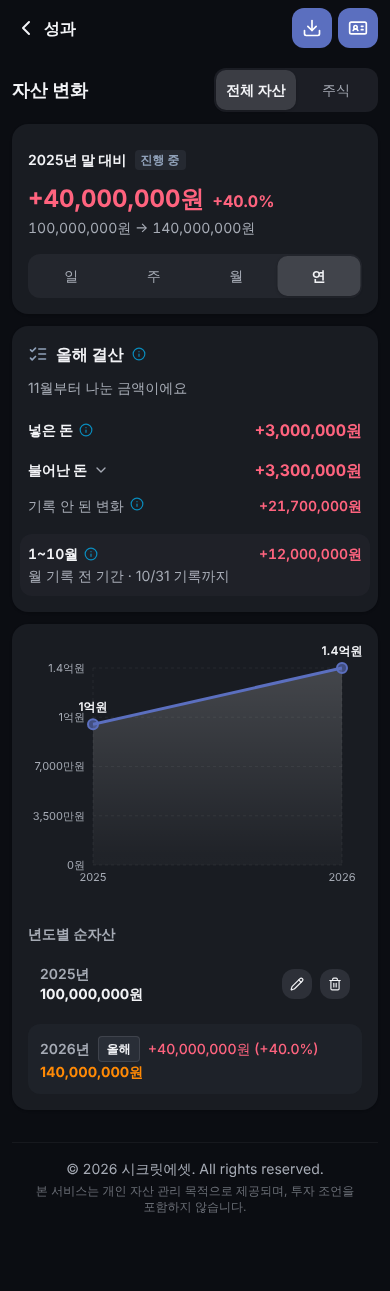 성과
자산 변화
전체 자산
주식
2025년 말 대비 진행 중
+40,000,000원 +40.0%
100,000,000원 → 140,000,000원
일 주 월 연
올해 결산
11월부터 나눈 금액이에요
넣은 돈 +3,000,000원
불어난 돈 +3,300,000원
기록 안 된 변화 +21,700,000원
1~10월 +12,000,000원
월 기록 전 기간 · 10/31 기록까지
1.4억원
1.4억원
1억원
1억원
7,000만원
3,500만원
0원
2025 2026
년도별 순자산
2025년
100,000,000원
2026년 올해 +40,000,000원 (+40.0%)
140,000,000원
© 2026 시크릿에셋. All rights reserved.
본 서비스는 개인 자산 관리 목적으로 제공되며, 투자 조언을
포함하지 않습니다.